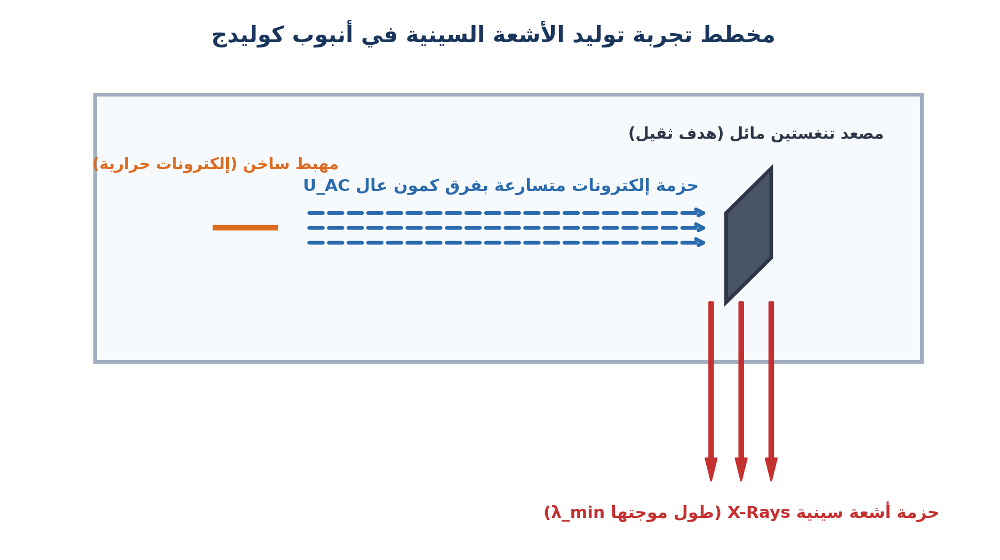 مخطط تجربة توليد الأشعة السينية في أنبوب كوليدج
مصعد تنغستين مائل (هدف ثقيل)
مهبط ساخن (إلكترونات حرارية)
حزمة إلكترونات متسارعة بفرق كمون عال U_AC
حزمة أشعة سينية X-Rays (طول موجتها λ_min)